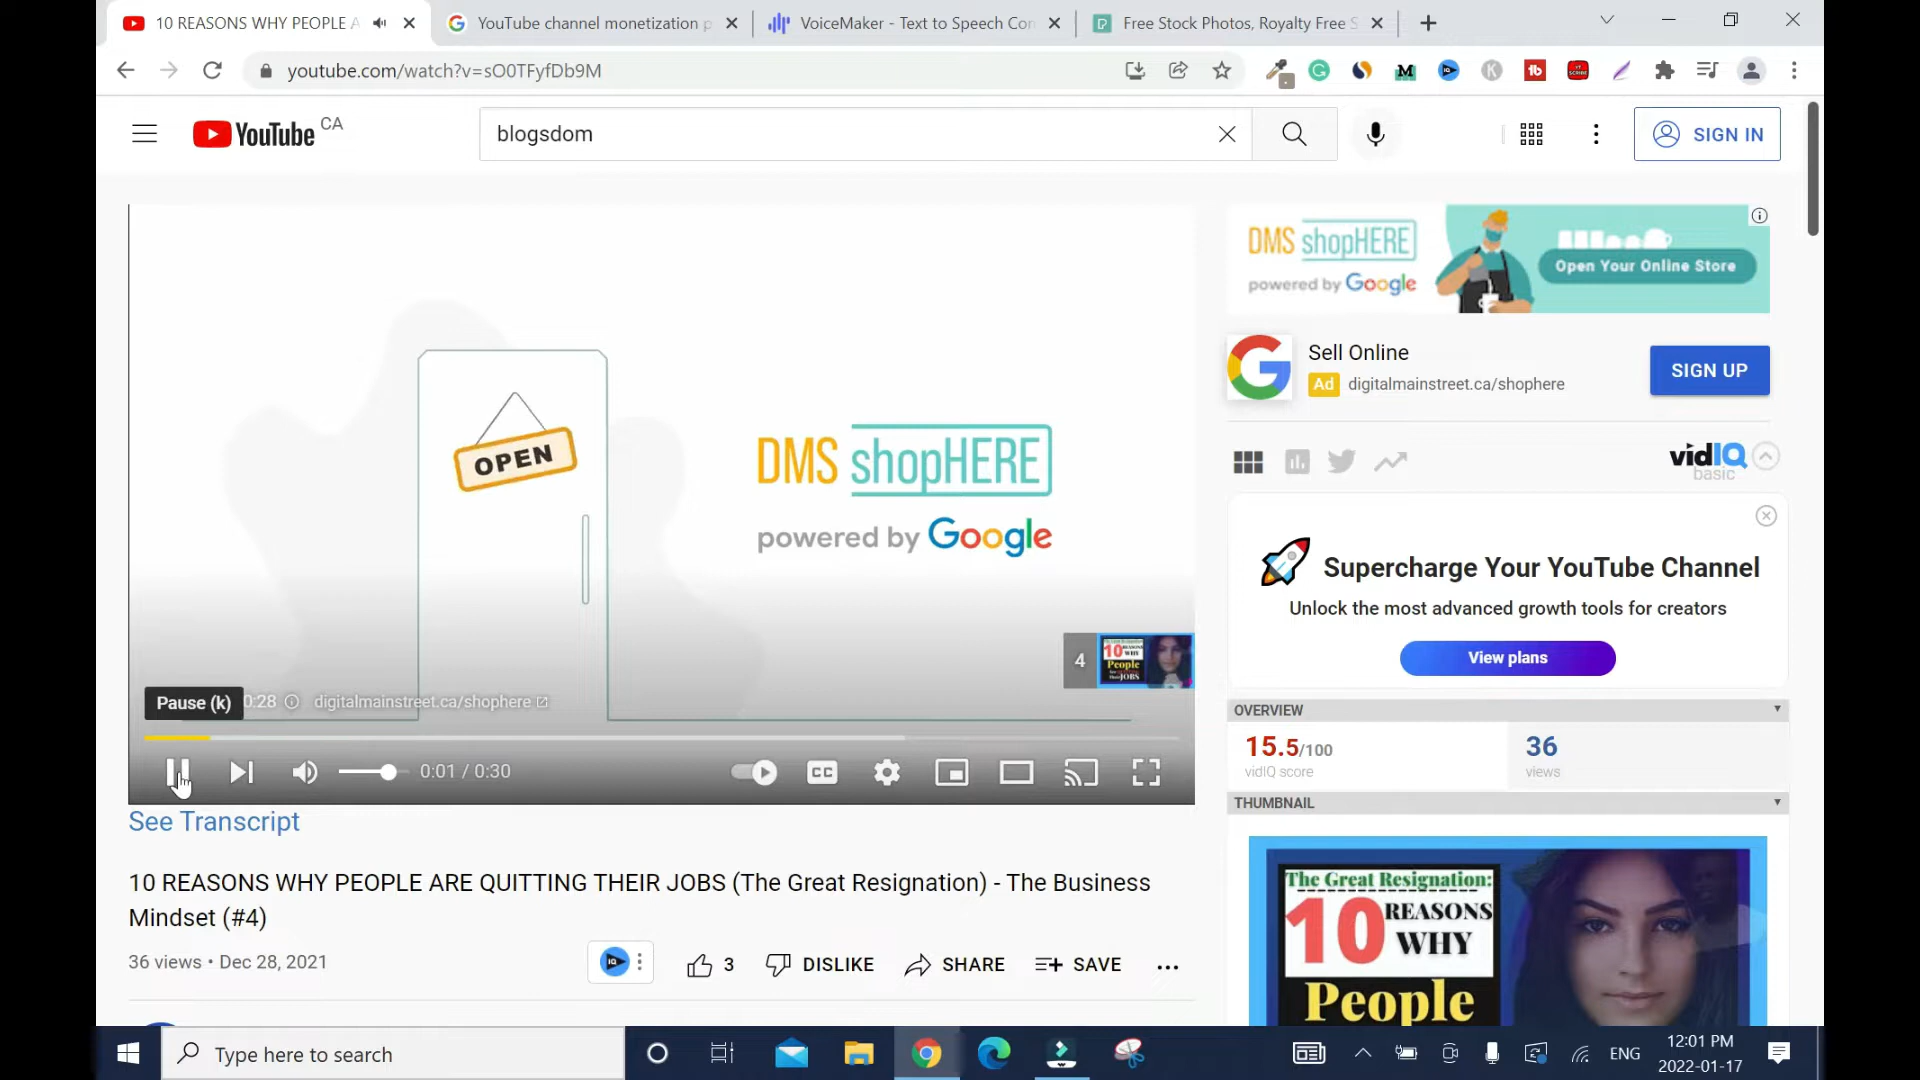 10 REASONS WHY PEOPLE A
YouTube channel monetization p
VoiceMaker - Text to Speech Con
Free Stock Photos, Royalty Free S
youtube.com/watch?v=sO0TFyfDb9M
YouTube CA
blogsdom
SIGN IN
OPEN
DMS shopHERE
powered by Google
4
Pause (k)
0:28
digitalmainstreet.ca/shophere
0:01 / 0:30
CC
See Transcript
10 REASONS WHY PEOPLE ARE QUITTING THEIR JOBS (The Great Resignation) - The Business
Mindset (#4)
36 views • Dec 28, 2021
3
DISLIKE
SHARE
SAVE
DMS shopHERE
powered by Google
Open Your Online Store
Sell Online
Ad digitalmainstreet.ca/shophere
SIGN UP
vidIQ
basic
Supercharge Your YouTube Channel
Unlock the most advanced growth tools for creators
View plans
OVERVIEW
15.5/100
vidIQ score
36
views
THUMBNAIL
The Great Resignation:
10 REASONS
WHY
People
Type here to search
ENG
12:01 PM
2022-01-17